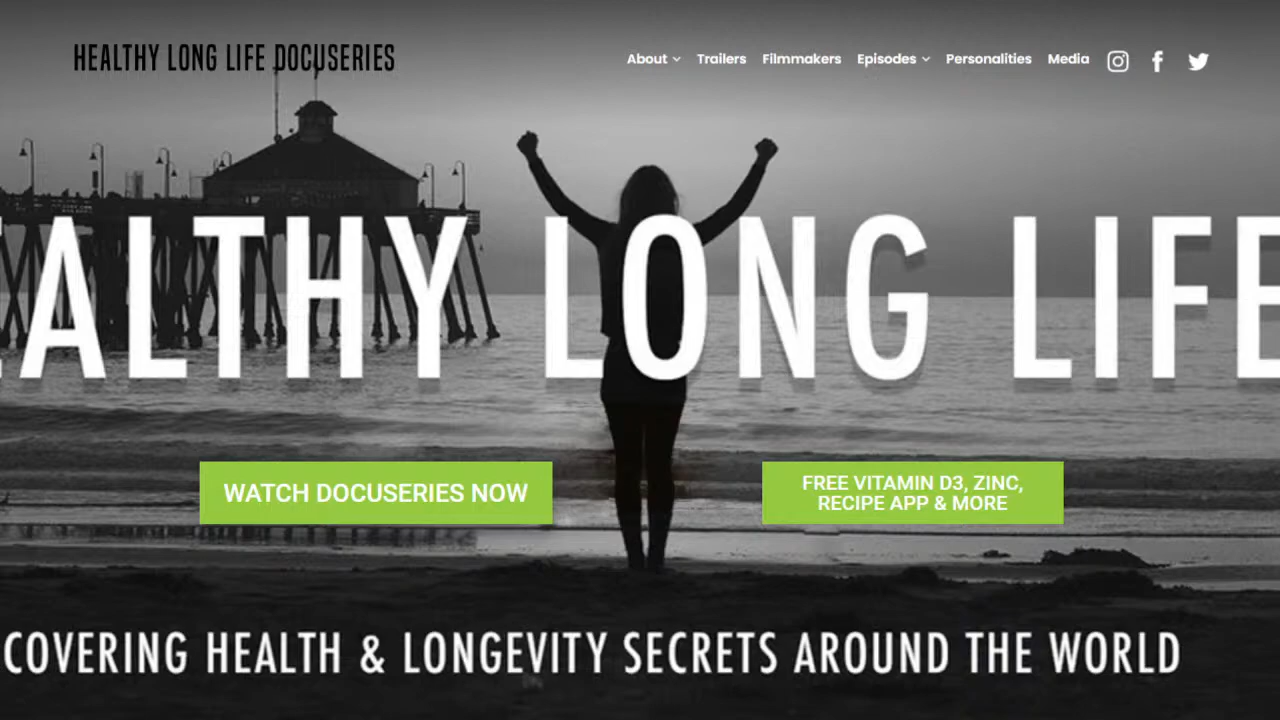 HEALTHY LONG LIFE DOCUSERIES
About Trailers Filmmakers Episodes Personalities Media
EALTHY LONG LIFE
WATCH DOCUSERIES NOW
FREE VITAMIN D3, ZINC,
RECIPE APP & MORE
COVERING HEALTH & LONGEVITY SECRETS AROUND THE WORLD